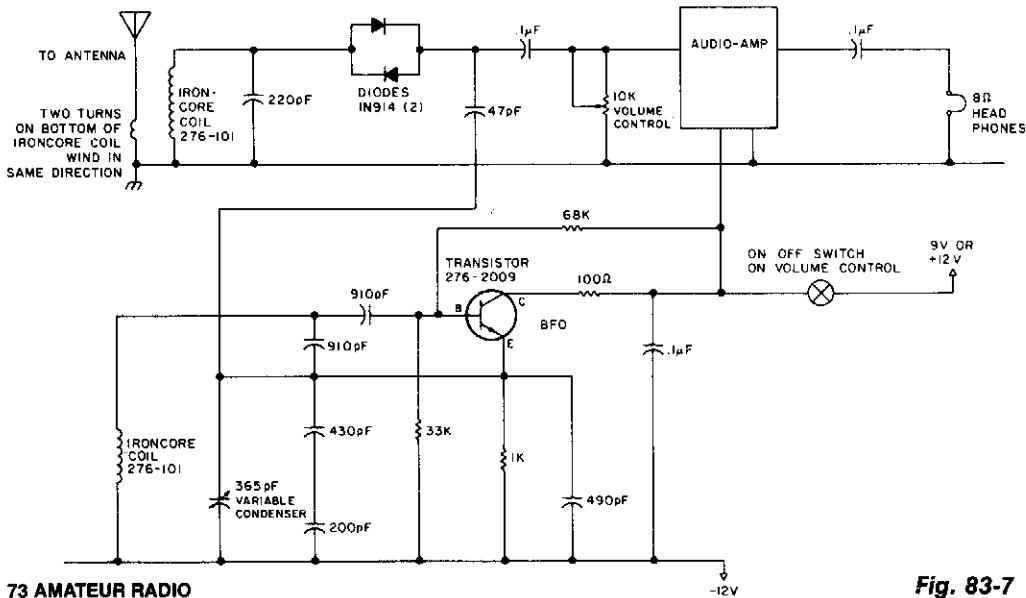 TO ANTENNA
TWO TURNS
ON BOTTOM OF
IRONCORE COIL
WIND IN
SAME DIRECTION
IRON-
CORE
COIL
276-101
220pF
DIODES
IN914 (2)
47pF
.1µF
10K
VOLUME
CONTROL
AUDIO-AMP
.1µF
8Ω
HEAD
PHONES
68K
TRANSISTOR
276-2009
100Ω
ON OFF SWITCH
ON VOLUME CONTROL
9V OR
+12V
910pF
B
C
E
BFO
910pF
.1µF
IRONCORE
COIL
276-101
365pF
VARIABLE
CONDENSER
430pF
200pF
33K
1K
490pF
-12V
73 AMATEUR RADIO
Fig. 83-7